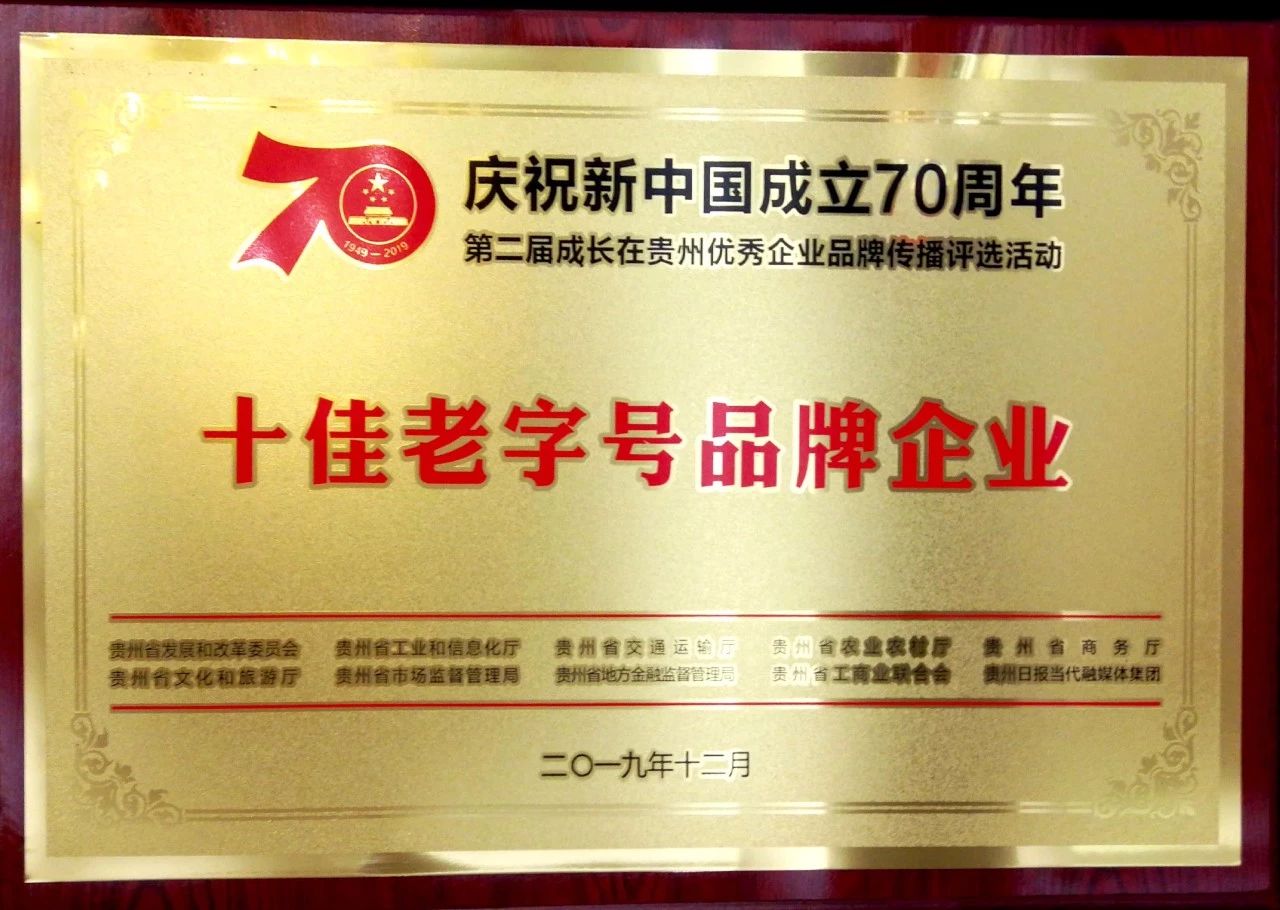 70
1949-2019
庆祝新中国成立70周年
第二届成长在贵州优秀企业品牌传播评选活动
十佳老字号品牌企业
贵州省发展和改革委员会 贵州省工业和信息化厅 贵州省交通运输厅 贵州省农业农村厅 贵州省商务厅
贵州省文化和旅游厅 贵州省市场监督管理局 贵州省地方金融监督管理局 贵州省工商业联合会 贵州日报当代融媒体集团
二〇一九年十二月